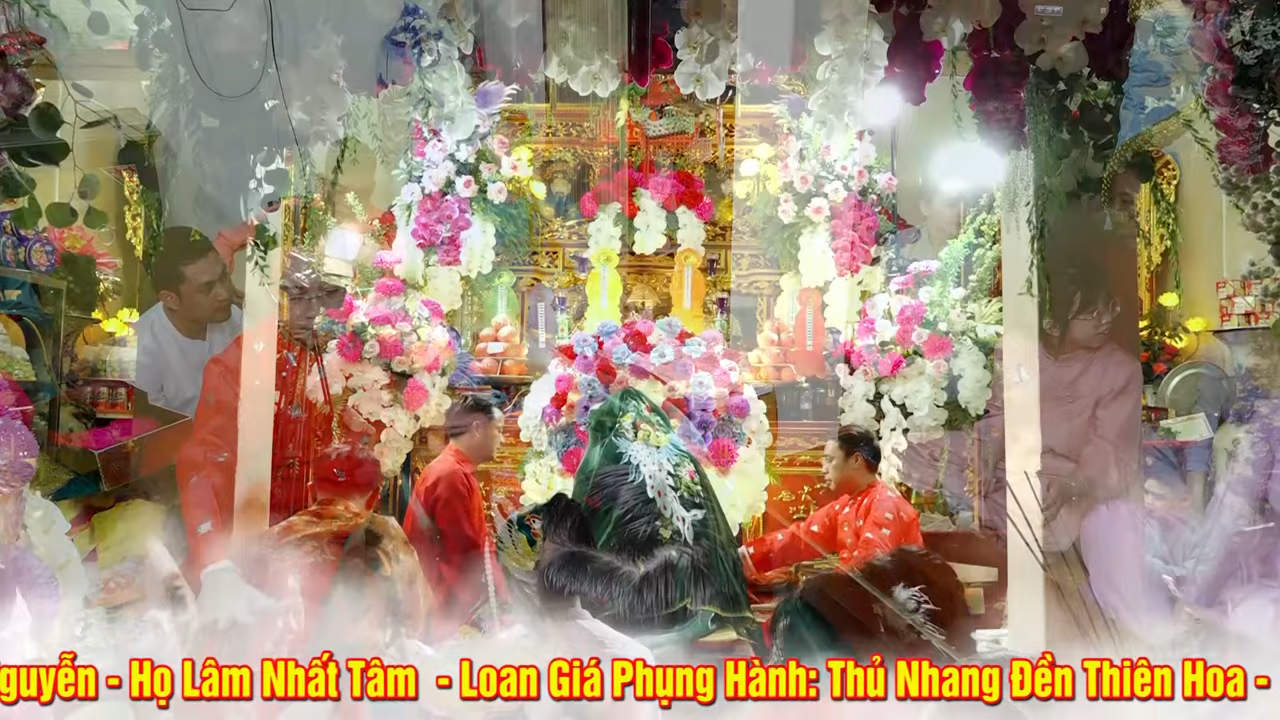 guyễn - Họ Lâm Nhất Tâm - Loan Giá Phụng Hành: Thủ Nhang Đền Thiên Hoa -